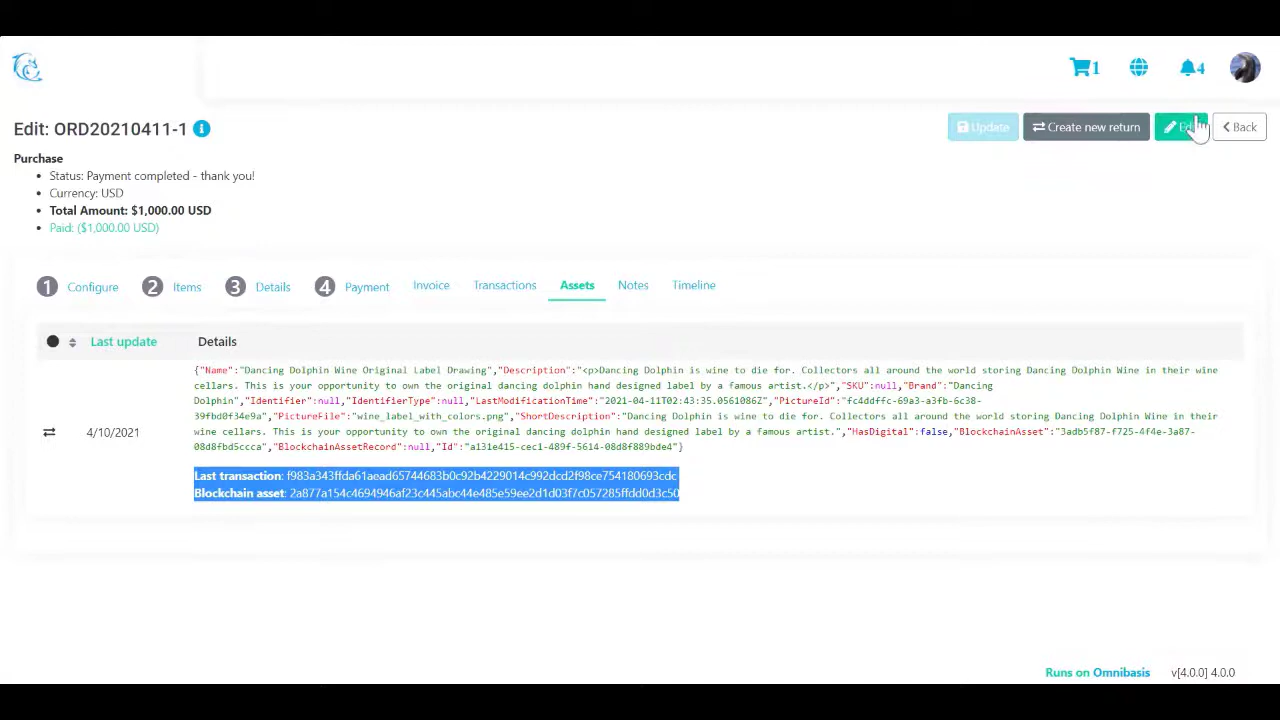 1
4
Edit: ORD20210411-1
Update
Create new return
Back
Purchase
Status: Payment completed - thank you!
Currency: USD
Total Amount: $1,000.00 USD
Paid: ($1,000.00 USD)
1 Configure 2 Items 3 Details 4 Payment Invoice Transactions Assets Notes Timeline
Last update Details
{"Name":"Dancing Dolphin Wine Original Label Drawing","Description":"<p>Dancing Dolphin is wine to die for. Collectors all around the world storing Dancing Dolphin Wine in their wine
cellars. This is your opportunity to own the original dancing dolphin hand designed label by a famous artist.</p>","SKU":null,"Brand":"Dancing
Dolphin","Identifier":null,"IdentifierType":null,"LastModificationTime":"2021-04-11T02:43:35.0561086Z","PictureId":"fc4ddffc-69a3-a3fb-6c38-
39fbd0f34e9a","PictureFile":"wine_label_with_colors.png","ShortDescription":"Dancing Dolphin is wine to die for. Collectors all around the world storing Dancing Dolphin Wine in their
wine cellars. This is your opportunity to own the original dancing dolphin hand designed label by a famous artist.","HasDigital":false,"BlockchainAsset":"3adb5f87-f725-4f4e-3a87-
08d8fbd5ccca","BlockchainAssetRecord":null,"Id":"a131e415-cec1-489f-5614-08d8f889bde4"}
4/10/2021
Last transaction: f983a343ffda61aead65744683b0c92b4229014c992dcd2f98ce754180693cdc
Blockchain asset: 2a877a154c4694946af23c445abc44e485e59ee2d1d03f7c057285ffdd0d3c50
Runs on Omnibasis v[4.0.0] 4.0.0